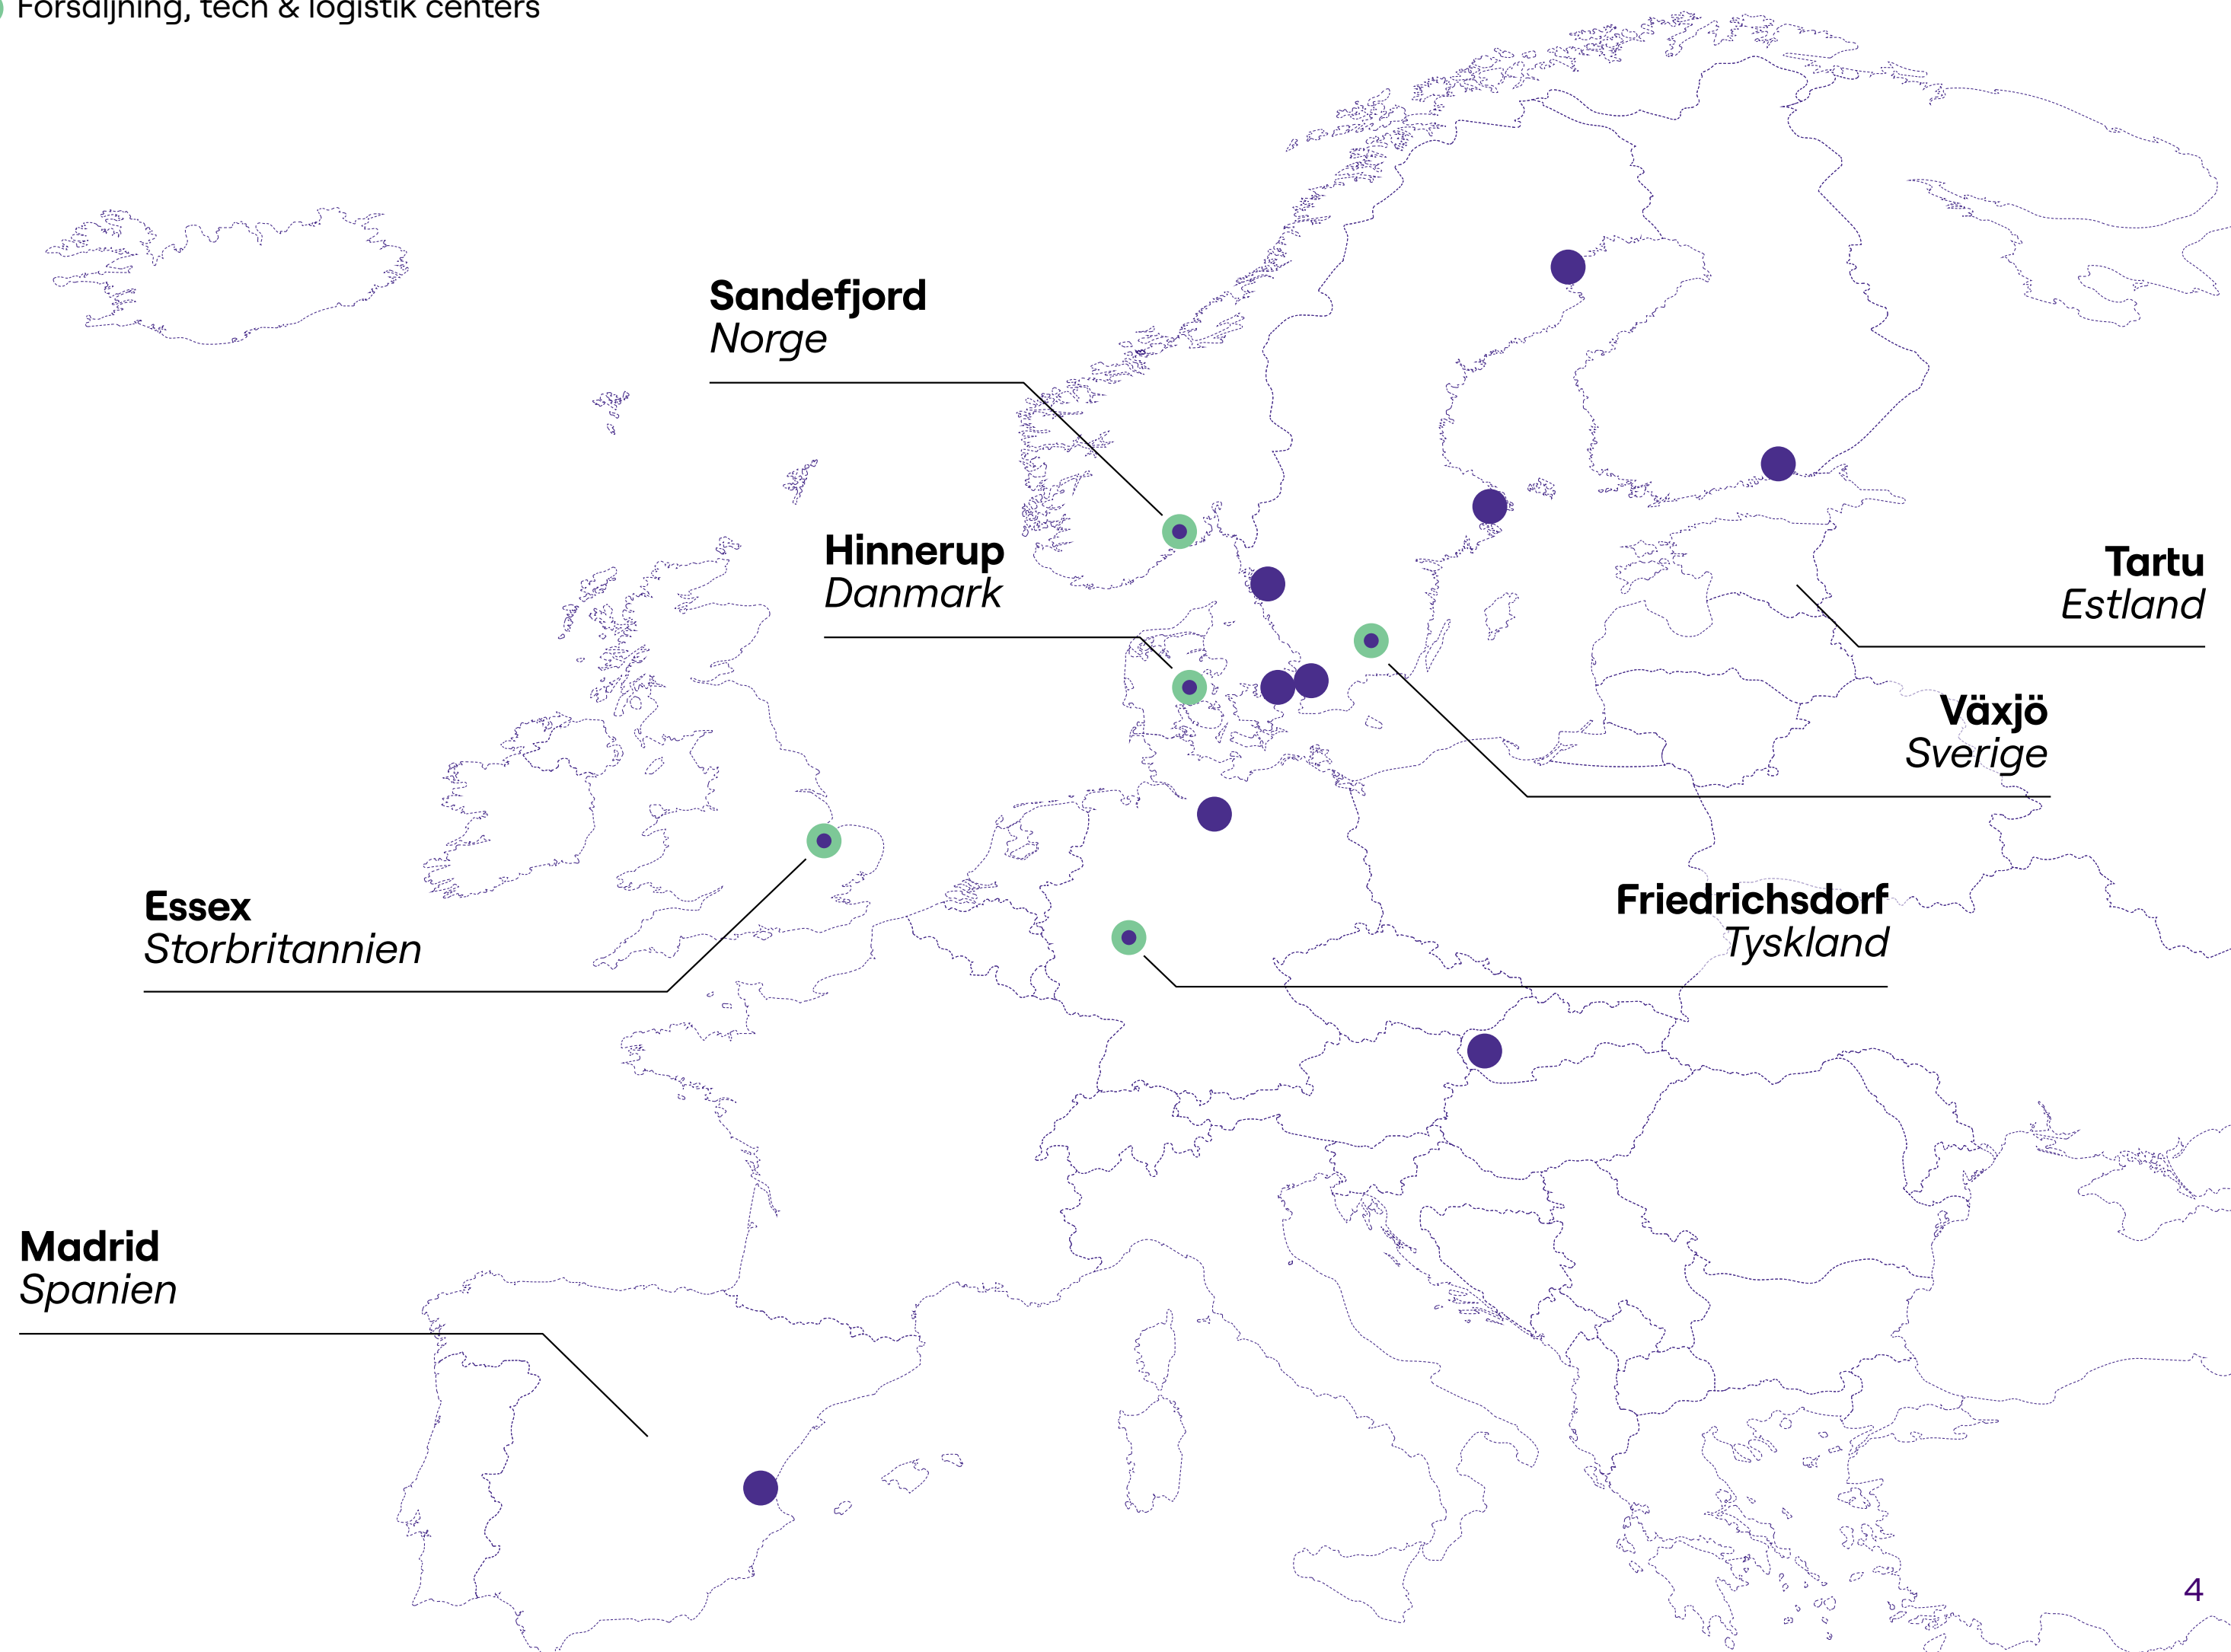 Försäljning, tech & logistik centers
Sandefjord
Norge
Hinnerup
Danmark
Tartu
Estland
Växjö
Sverige
Essex
Storbritannien
Friedrichsdorf
Tyskland
Madrid
Spanien
4